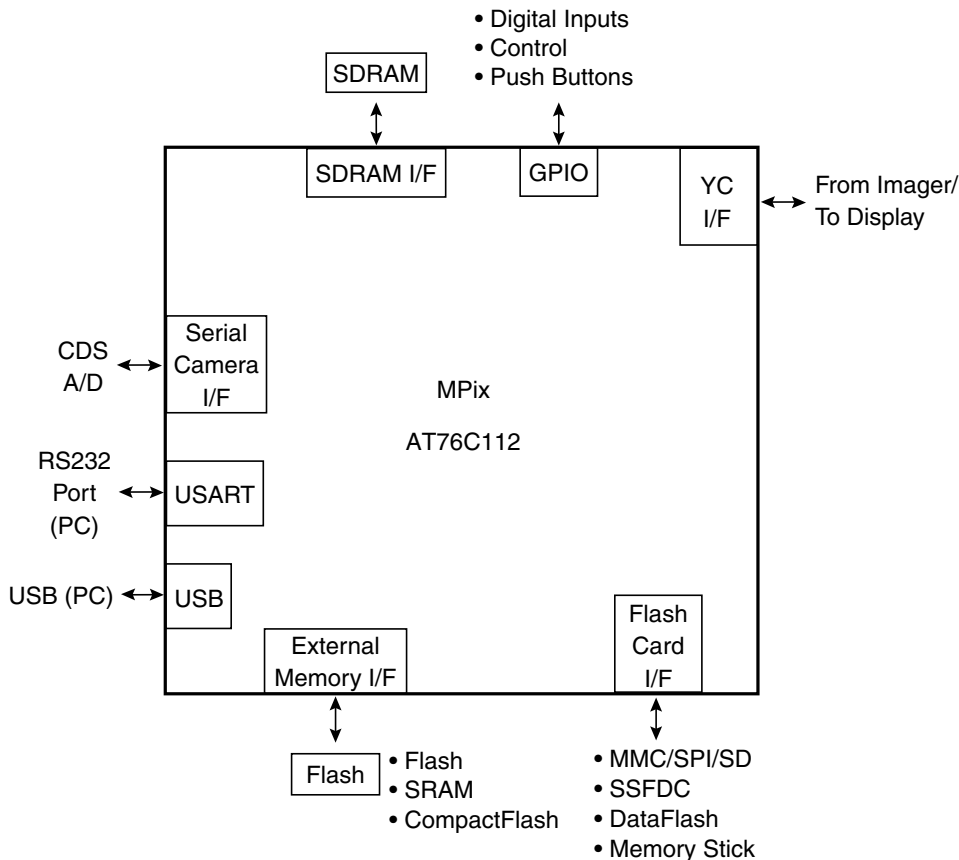 • Digital Inputs
• Control
• Push Buttons
SDRAM
SDRAM I/F
GPIO
YC
I/F
From Imager/
To Display
Serial
Camera
I/F
CDS
A/D
MPix
AT76C112
RS232
Port
(PC)
USART
USB (PC)
USB
External
Memory I/F
Flash
Card
I/F
Flash
• Flash
• SRAM
• CompactFlash
• MMC/SPI/SD
• SSFDC
• DataFlash
• Memory Stick